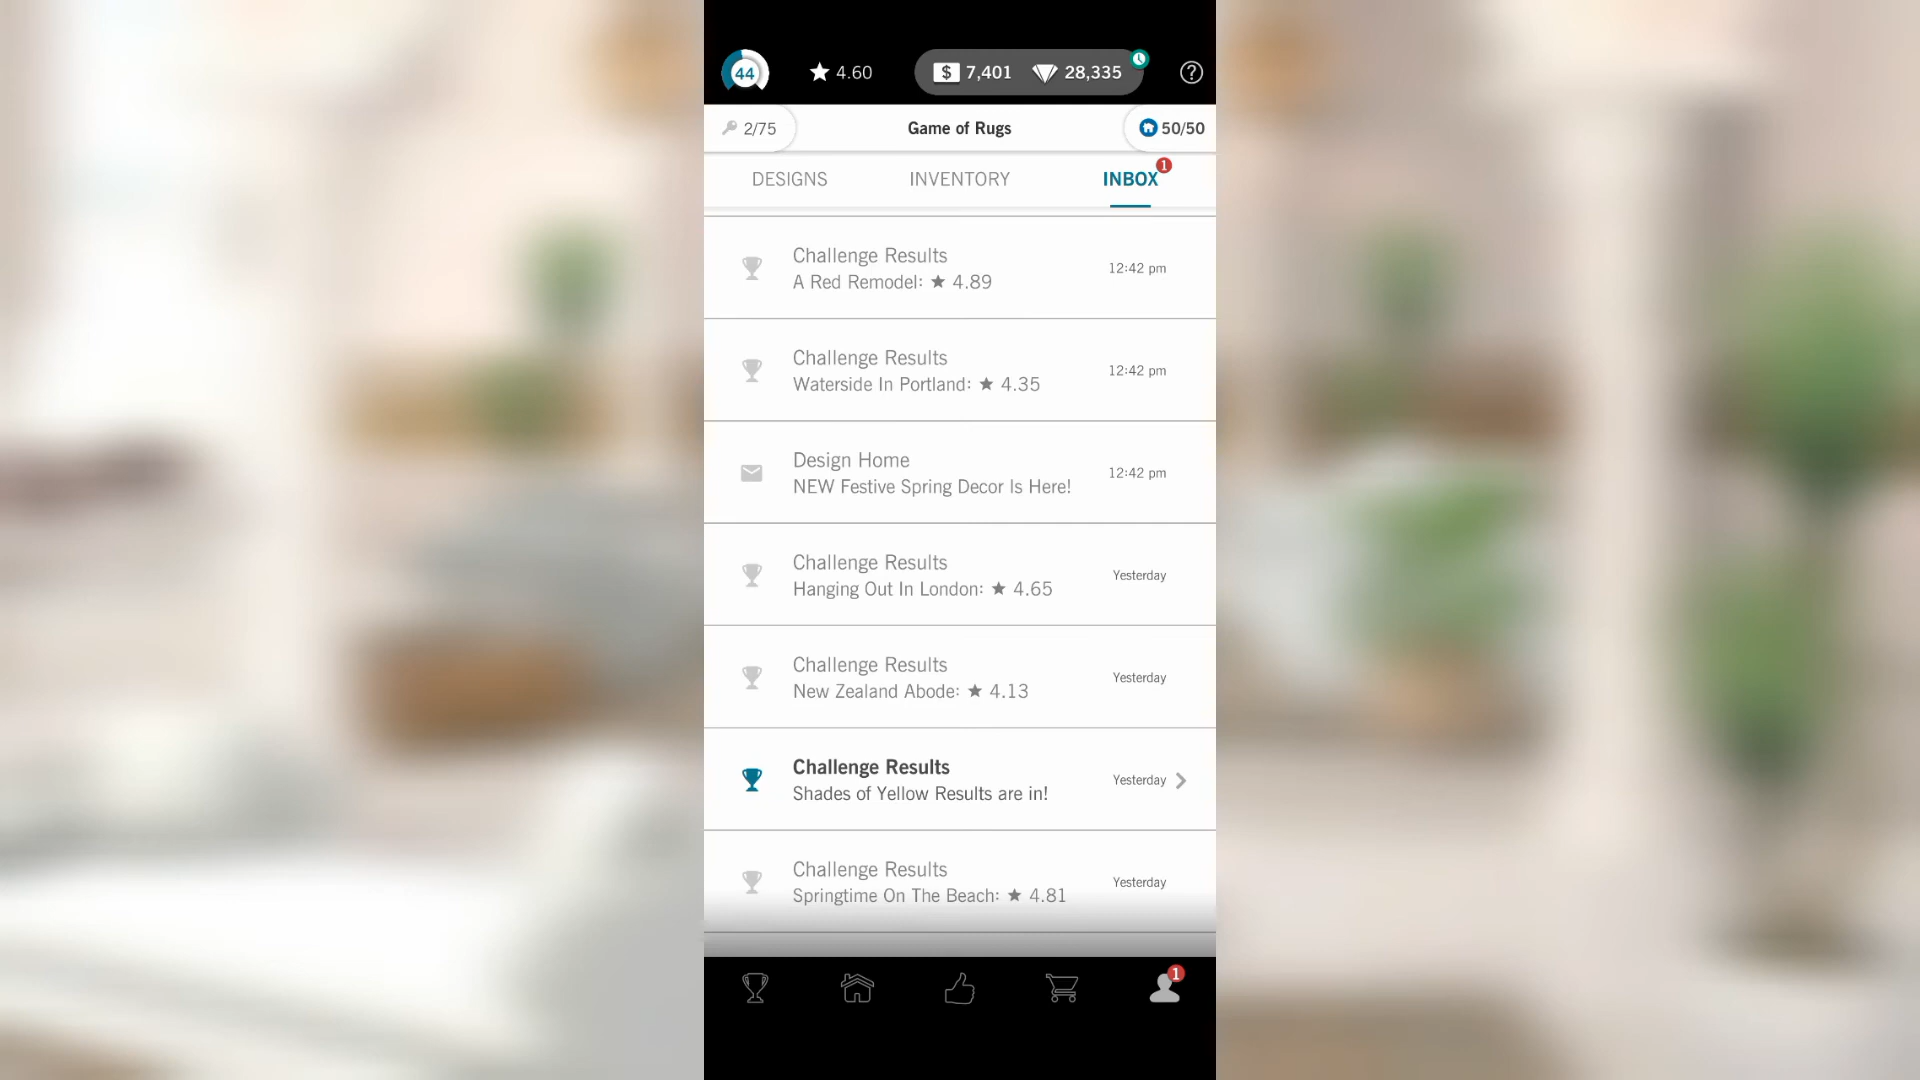 44
4.60
$ 7,401
28,335
?
2/75
Game of Rugs
50/50
DESIGNS
INVENTORY
INBOX
1
Challenge Results
A Red Remodel: ★ 4.89
12:42 pm
Challenge Results
Waterside In Portland: ★ 4.35
12:42 pm
Design Home
NEW Festive Spring Decor Is Here!
12:42 pm
Challenge Results
Hanging Out In London: ★ 4.65
Yesterday
Challenge Results
New Zealand Abode: ★ 4.13
Yesterday
Challenge Results
Shades of Yellow Results are in!
Yesterday
Challenge Results
Springtime On The Beach: ★ 4.81
Yesterday
1